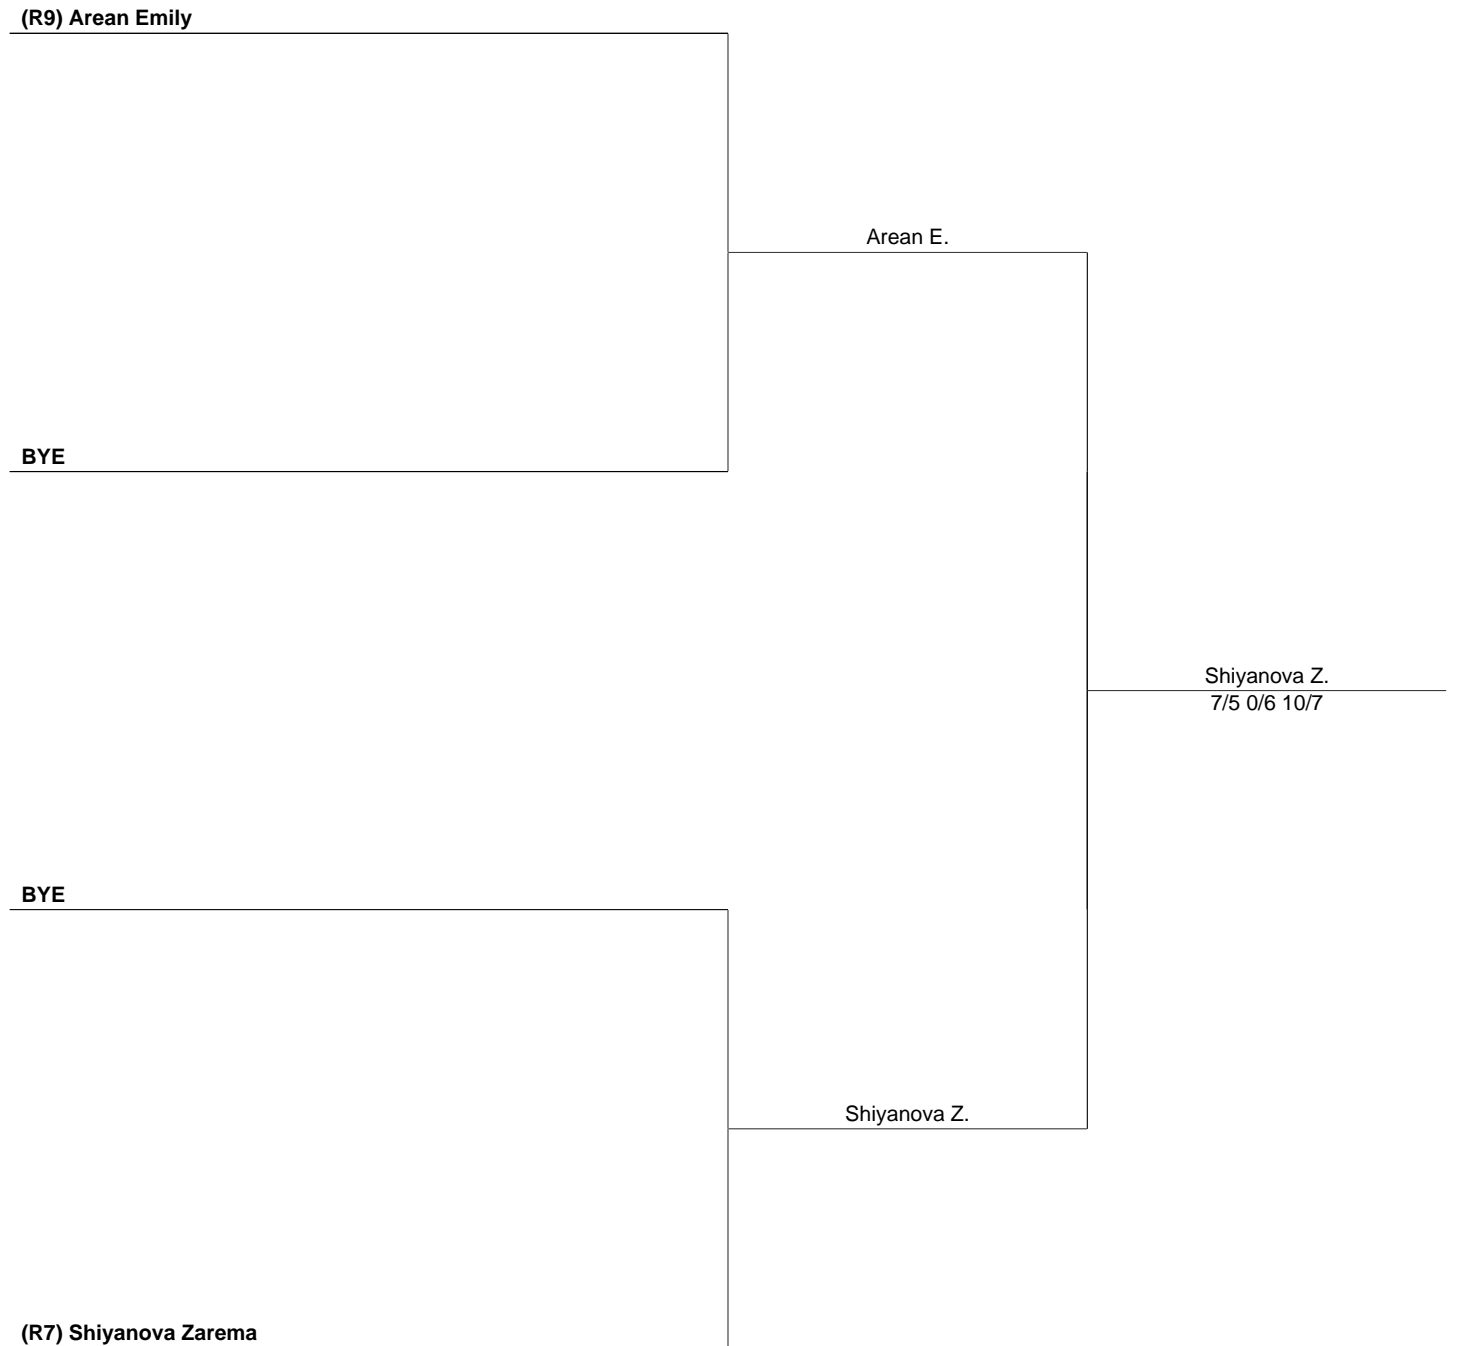 (R9) Arean Emily
Arean E.
BYE
Shiyanova Z.
7/5 0/6 10/7
BYE
Shiyanova Z.
(R7) Shiyanova Zarema